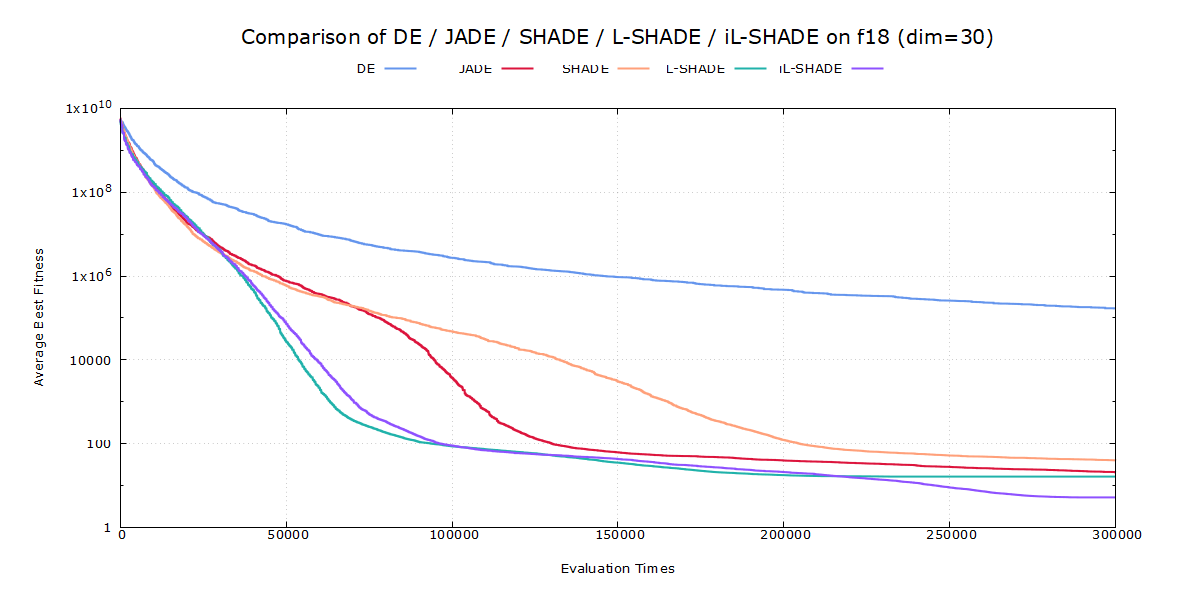 Comparison of DE / JADE / SHADE / L-SHADE / iL-SHADE on f18 (dim=30)
DE JADE SHADE L-SHADE iL-SHADE
1x10^10
1x10^8
1x10^6
10000
100
1
Average Best Fitness
0 50000 100000 150000 200000 250000 300000
Evaluation Times